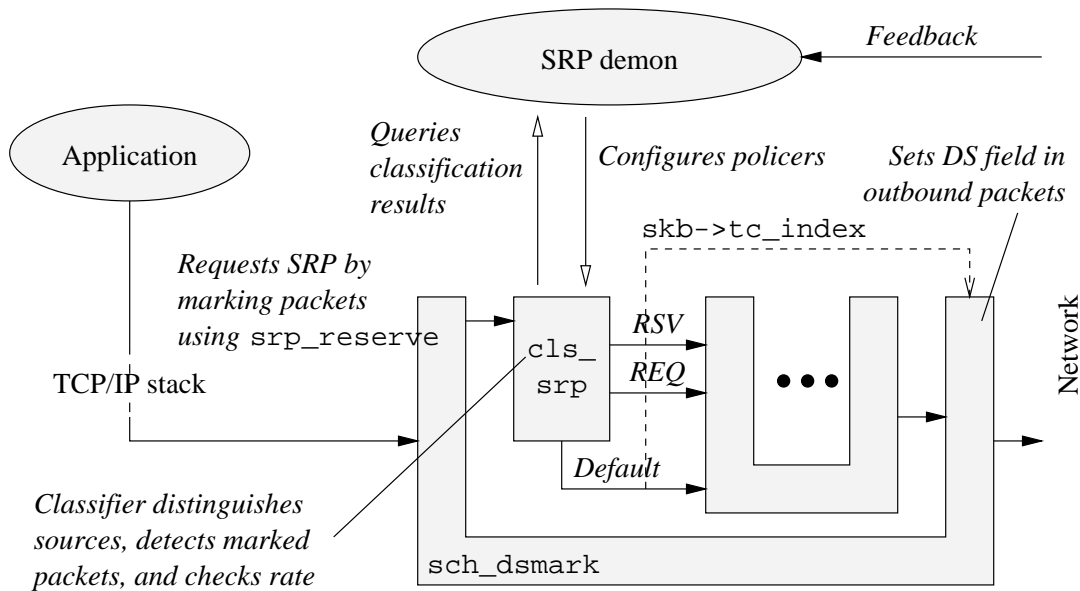 Feedback
SRP demon
Application
Queries
classification
results
Configures policers
Sets DS field in
outbound packets
skb->tc_index
Requests SRP by
marking packets
using srp_reserve
RSV
cls_
srp
REQ
Network
TCP/IP stack
Default
Classifier distinguishes
sources, detects marked
packets, and checks rate
sch_dsmark